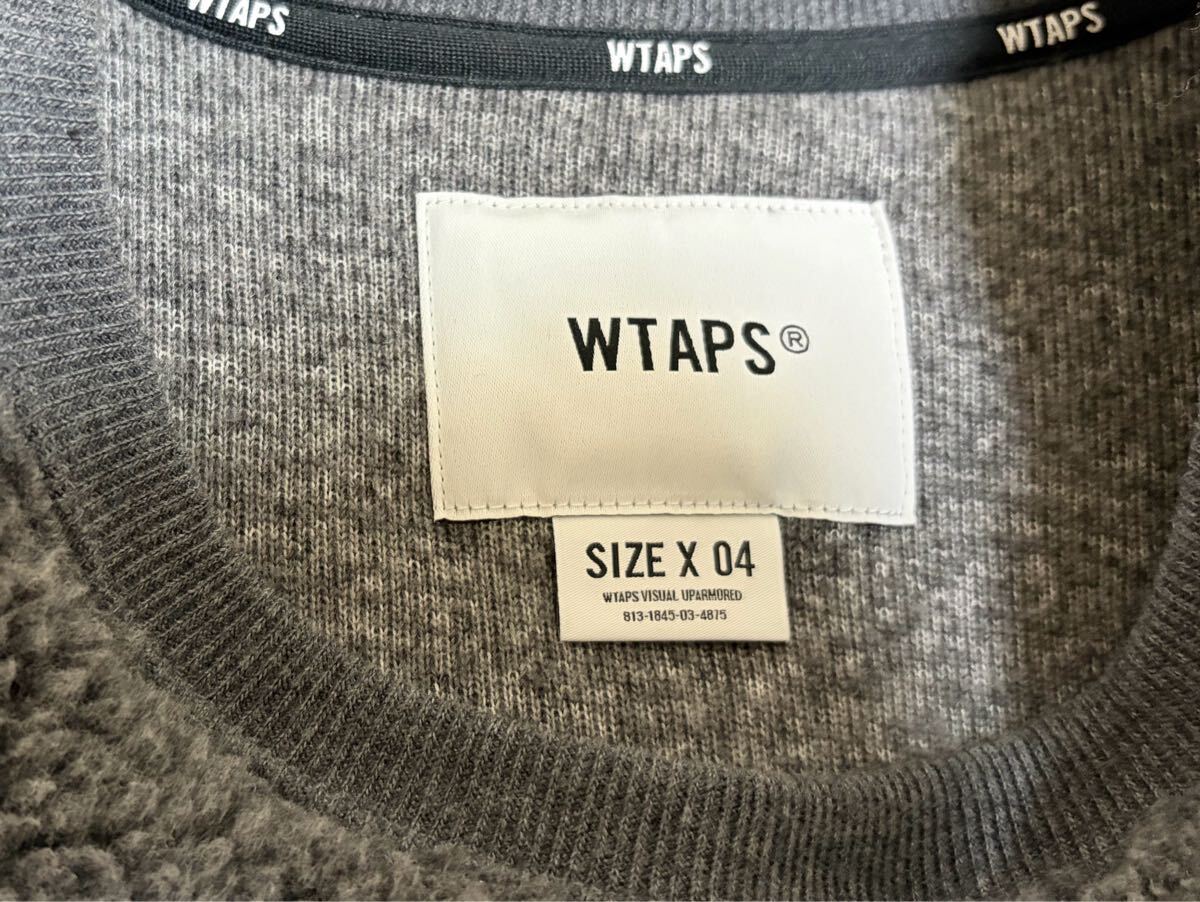 WTAPS
WTAPS
WTAPS
WTAPS®
SIZE X 04
WTAPS VISUAL UPARMORED
813-1845-03-4875